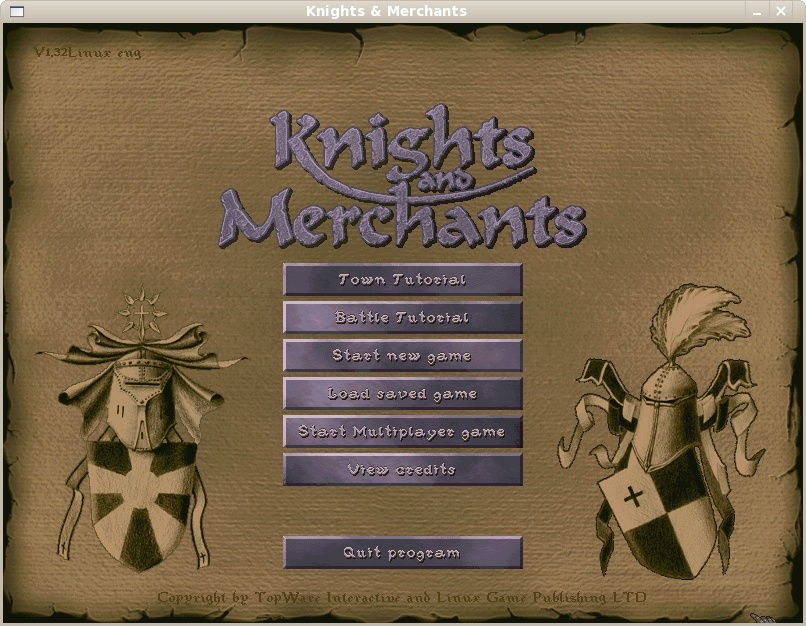 Knights & Merchants
V1.32Linux eng
Knights
and
Merchants
Town Tutorial
Battle Tutorial
Start new game
Load saved game
Start Multiplayer game
View credits
Quit program
Copyright by TopWare Interactive and Linux Game Publishing LTD